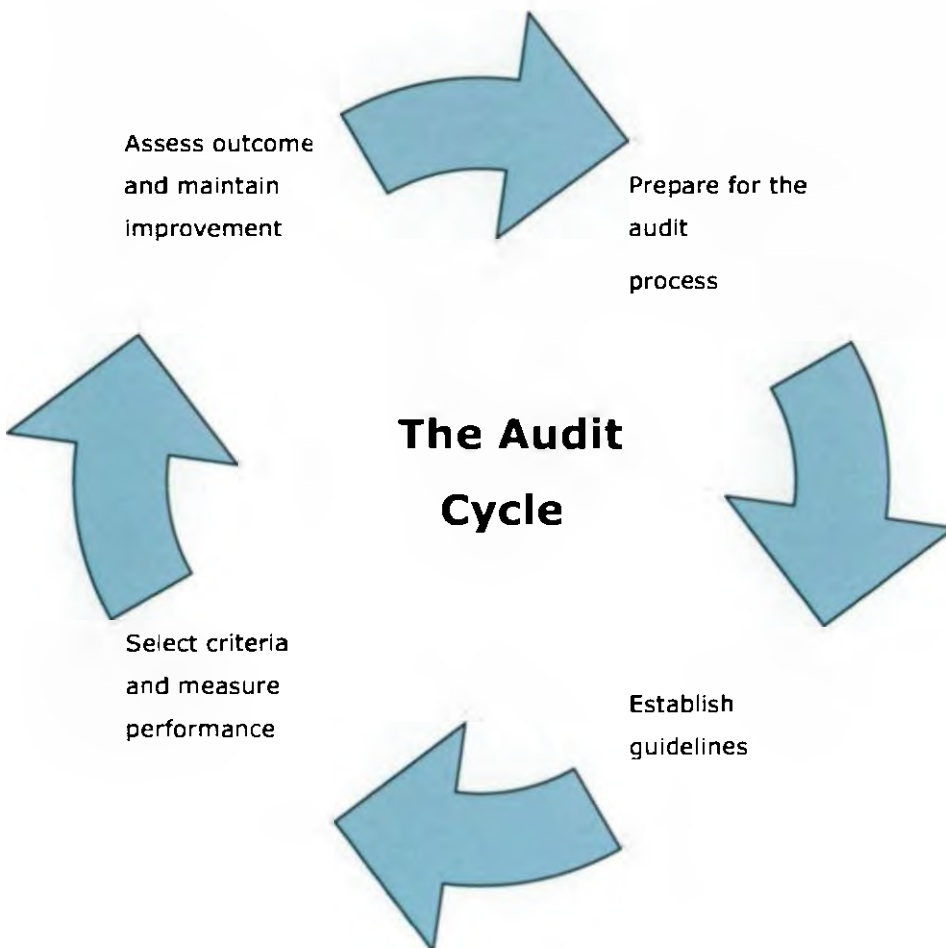 Assess outcome
and maintain
improvement
Prepare for the
audit
process
The Audit
Cycle
Select criteria
and measure
performance
Establish
guidelines